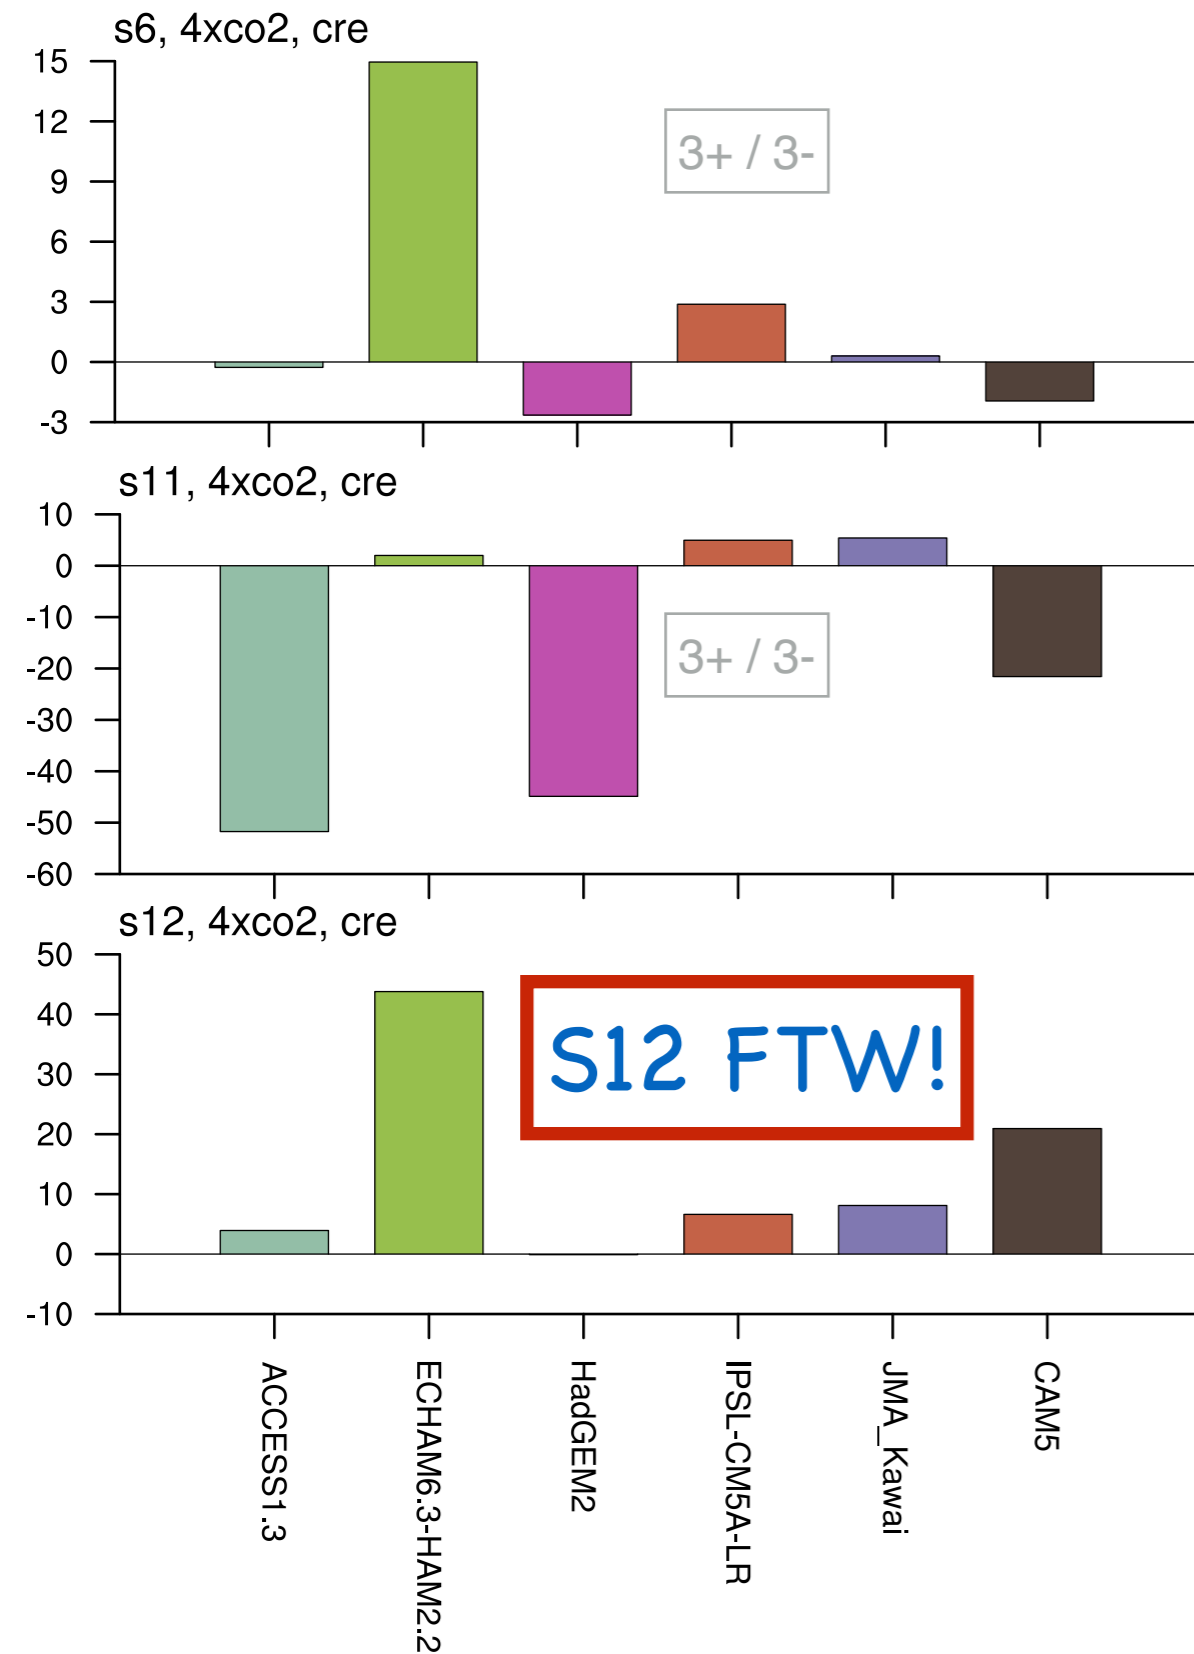 s6, 4xco2, cre
15
12
9
6
3
0
-3
3+ / 3-
s11, 4xco2, cre
10
0
-10
-20
-30
-40
-50
-60
3+ / 3-
s12, 4xco2, cre
50
40
30
20
10
0
-10
S12 FTW!
ACCESS1.3
ECHAM6.3-HAM2.2
HadGEM2
IPSL-CM5A-LR
JMA_Kawai
CAM5